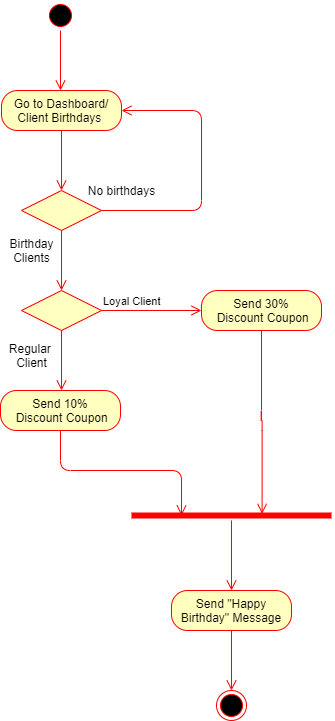 Go to Dashboard/
Client Birthdays
No birthdays
Birthday
Clients
Loyal Client
Send 30%
Discount Coupon
Regular
Client
Send 10%
Discount Coupon
Send "Happy
Birthday" Message